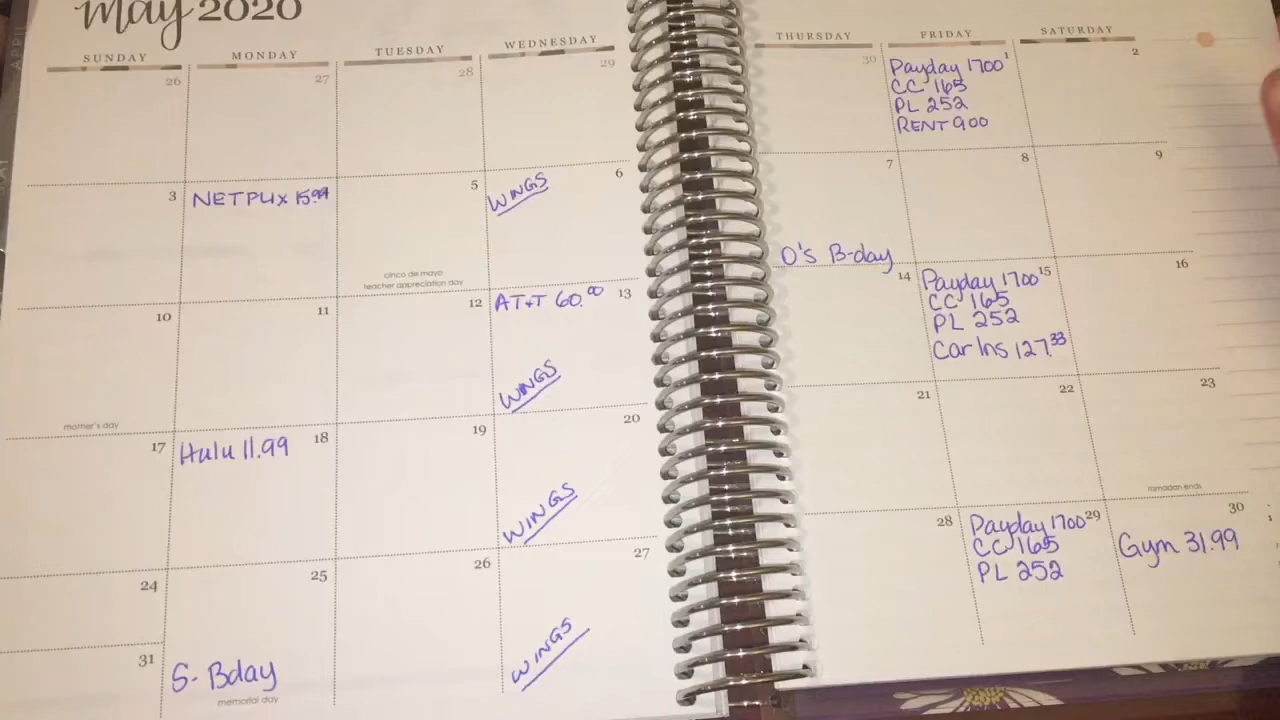 May 2020
SUNDAY MONDAY TUESDAY WEDNESDAY THURSDAY FRIDAY SATURDAY
26 27 28 29 30 1 2
Payday 1700
CC 165
PL 252
RENT 900
3 5 6 7 8 9
NETFLIX 15.99
WINGS
cinco de mayo
teacher appreciation day
O's B-day
10 11 12 13 14 15 16
AT+T 60.00
WINGS
mother's day
Payday 1700
CC 165
PL 252
Car Ins 127.33
17 18 19 20 21 22 23
Hulu 11.99
WINGS
ramadan ends
24 25 26 27 28 29 30
S- Bday
memorial day
WINGS
Payday 1700
CC 165
PL 252
Gym 31.99
31
APRIL